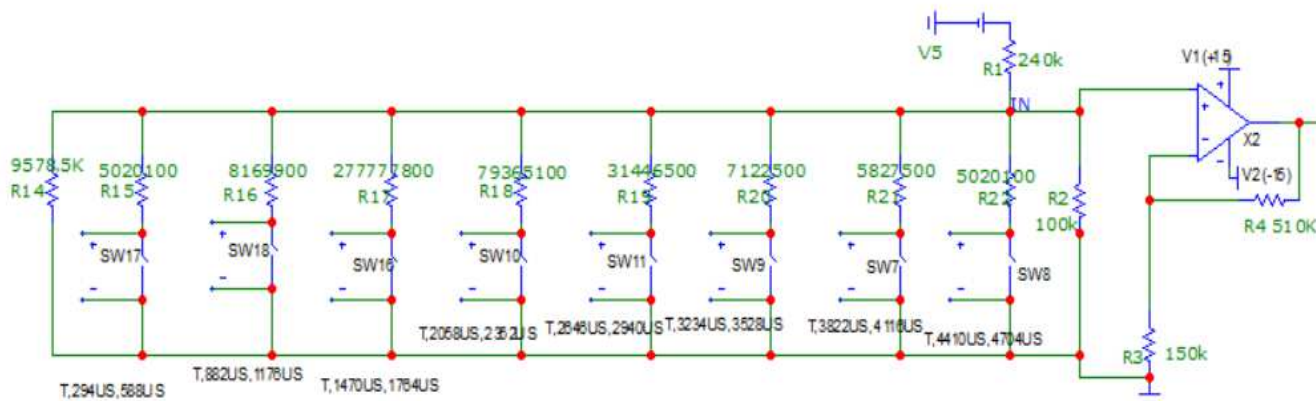 V5
R1
240k
IN
V1(+15)
X2
V2(-15)
R4 510K
R3
150k
9578.5K
R14
5020100
R15
8169900
R16
277777800
R17
79365100
R18
31446500
R19
7122500
R20
5827500
R21
5020100
R22
R2
100k
SW17
SW18
SW16
SW10
SW11
SW9
SW7
SW8
T,294US,588US
T,882US,1176US
T,1470US,1764US
T,2058US,2352US
T,2646US,2940US
T,3234US,3528US
T,3822US,4116US
T,4410US,4704US